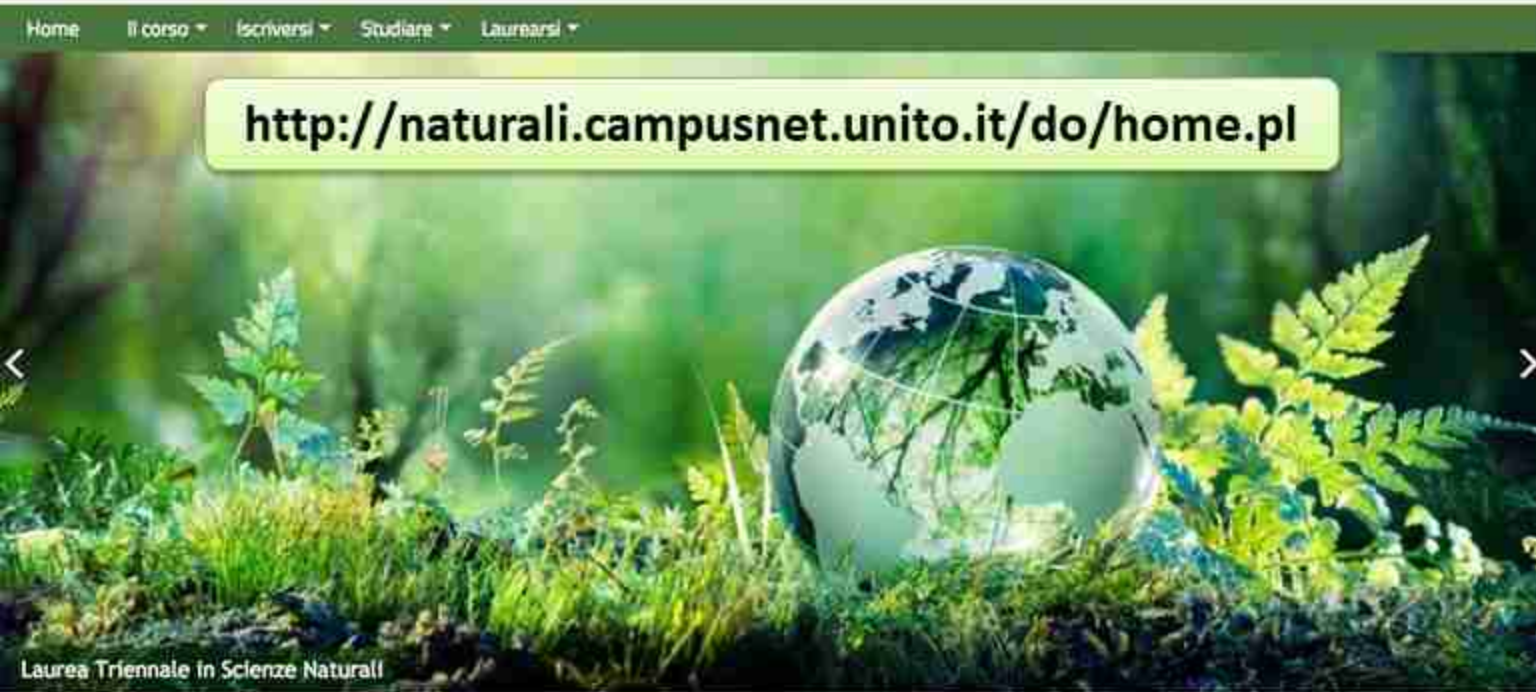 Home Il corso Iscriversi Studiare Laurearsi
http://naturali.campusnet.unito.it/do/home.pl
Laurea Triennale in Scienze Naturali